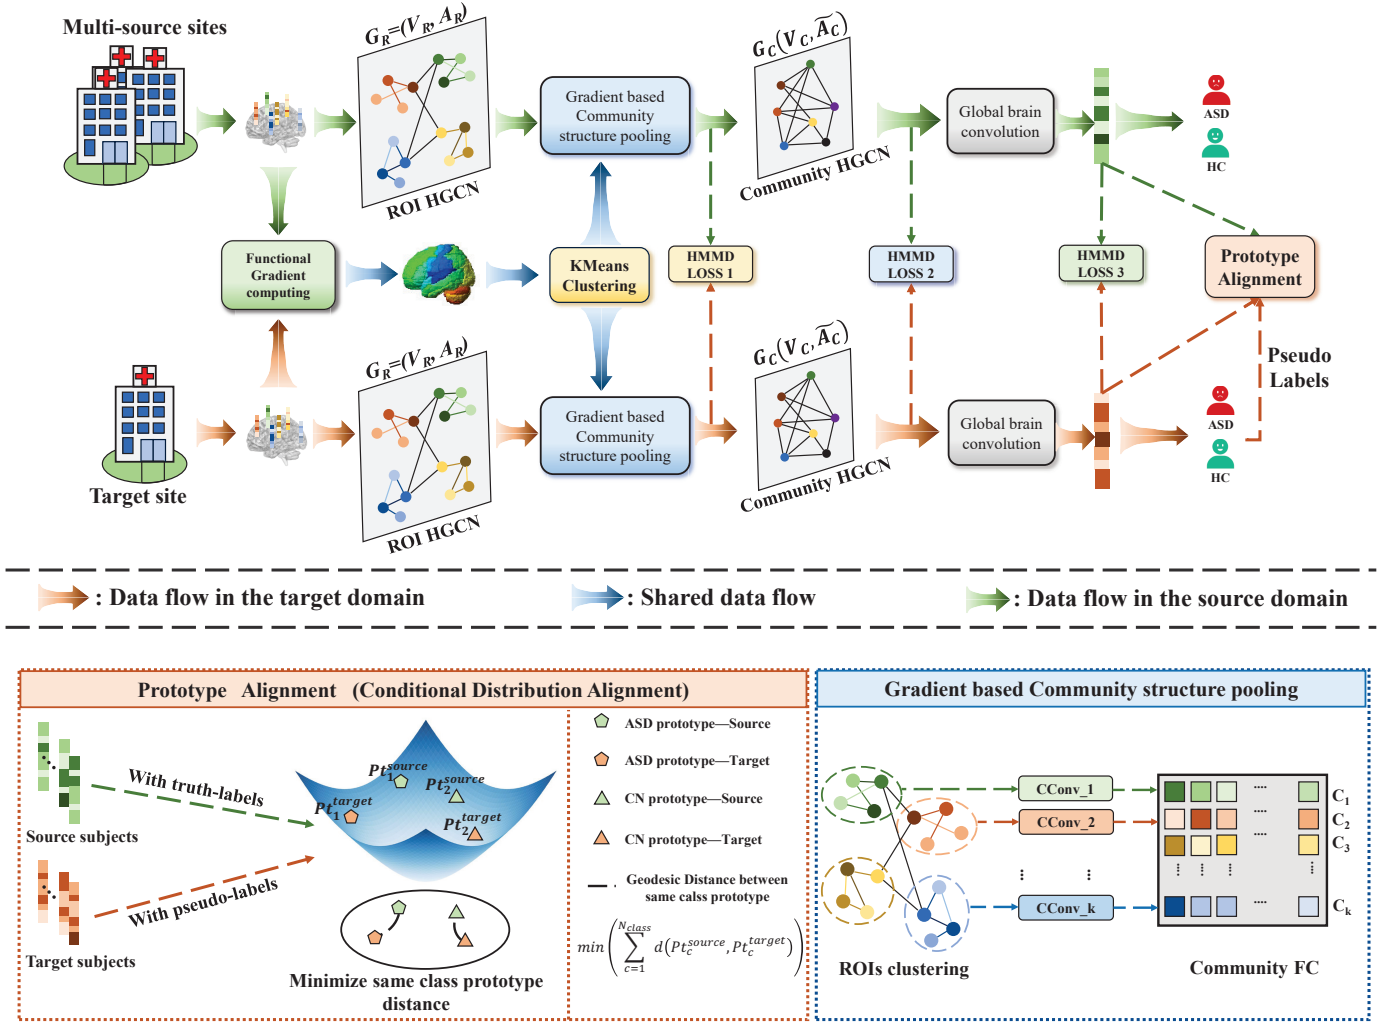 Multi-source sites
G_R=(V_R, A_R)
ROI HGCN
Gradient based
Community
structure pooling
G_C(V_C, \widetilde{A_C})
Community HGCN
Global brain
convolution
ASD
HC
Functional
Gradient
computing
KMeans
Clustering
HMMD
LOSS 1
HMMD
LOSS 2
HMMD
LOSS 3
Prototype
Alignment
Target site
G_R=(V_R, A_R)
ROI HGCN
Gradient based
Community
structure pooling
G_C(V_C, \widetilde{A_C})
Community HGCN
Global brain
convolution
ASD
HC
Pseudo
Labels
: Data flow in the target domain
: Shared data flow
: Data flow in the source domain
Prototype Alignment (Conditional Distribution Alignment)
Source subjects
With truth-labels
Target subjects
With pseudo-labels
Pt_1^{source}
Pt_2^{source}
Pt_1^{target}
Pt_2^{target}
Minimize same class prototype
distance
ASD prototype—Source
ASD prototype—Target
CN prototype—Source
CN prototype—Target
Geodesic Distance between
same calss prototype
min(\sum_{c=1}^{N_{class}} d(Pt_c^{source}, Pt_c^{target}))
Gradient based Community structure pooling
CConv_1
CConv_2
⋮ ⋮
CConv_k
....
....
....
C_1
C_2
C_3
C_k
ROIs clustering
Community FC